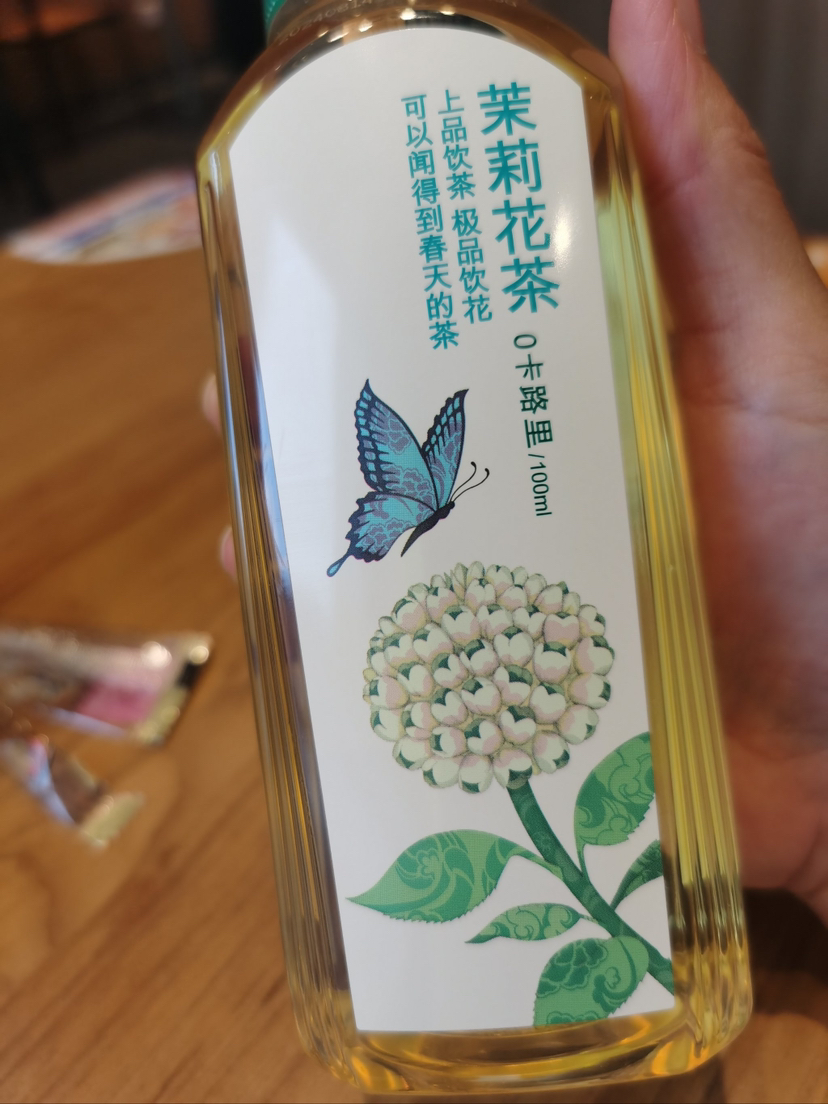 茉莉花茶
0卡路里/100ml
上品饮茶 极品饮花
可以闻得到春天的茶